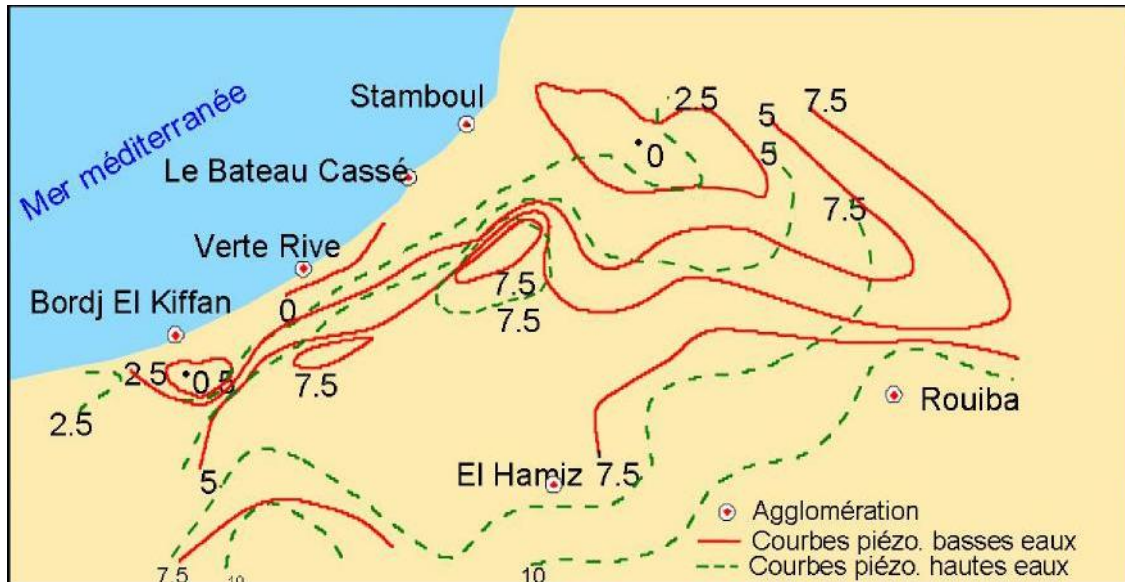 Mer méditerranée
Stamboul
Le Bateau Cassé
Verte Rive
Bordj El Kiffan
2.5
7.5
5
0
5
7.5
0
7.5
7.5
2.5
0.5
7.5
2.5
5
Rouiba
El Hamiz
7.5
Agglomération
Courbes piézo. basses eaux
Courbes piézo. hautes eaux
7.5
10
10